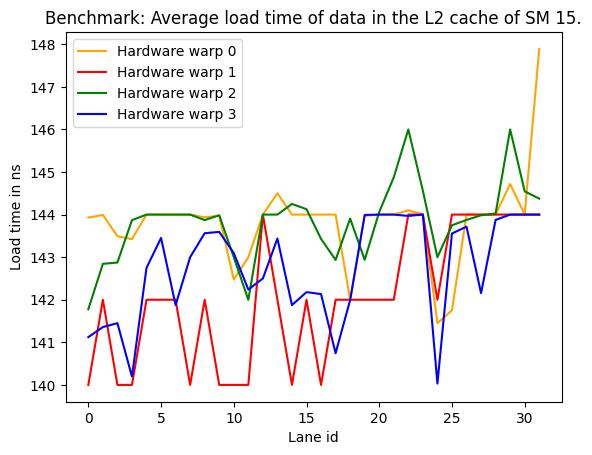 Benchmark: Average load time of data in the L2 cache of SM 15.
148
147
146
145
144
143
142
141
140
Load time in ns
Hardware warp 0
Hardware warp 1
Hardware warp 2
Hardware warp 3
0 5 10 15 20 25 30
Lane id